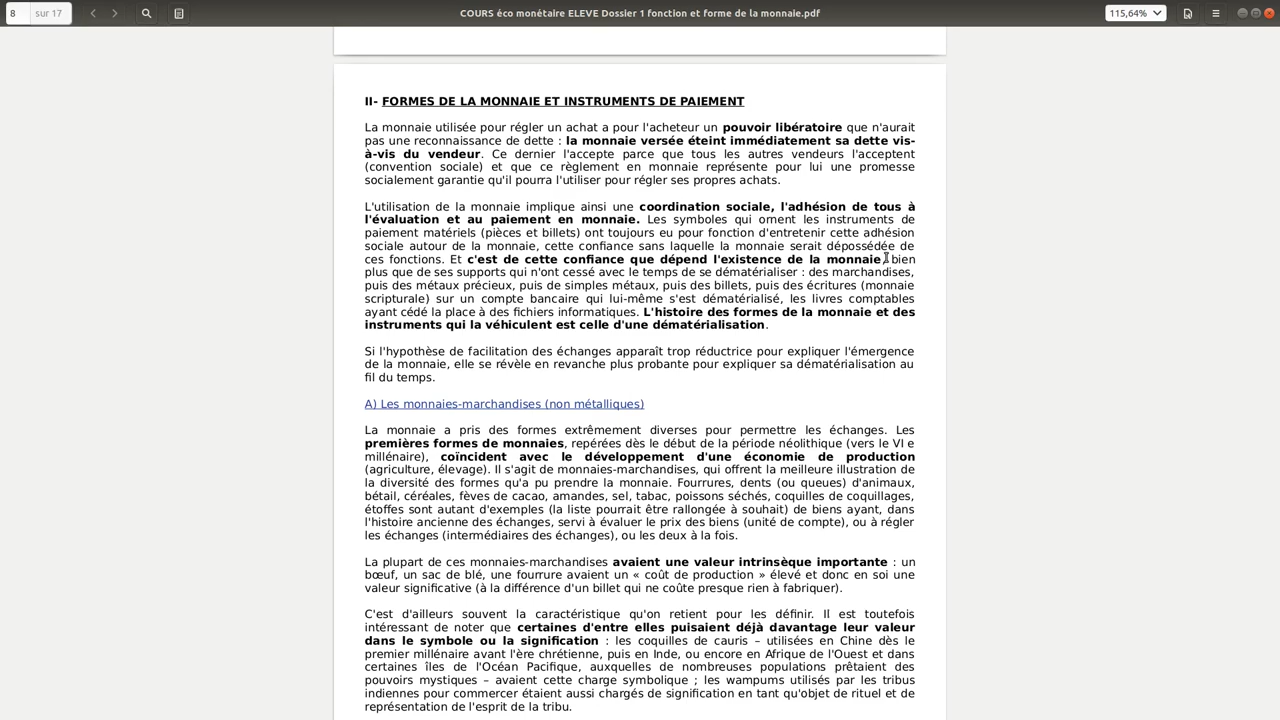 8
sur 17
COURS éco monétaire ELEVE Dossier 1 fonction et forme de la monnaie.pdf
115,64%
II- FORMES DE LA MONNAIE ET INSTRUMENTS DE PAIEMENT
La monnaie utilisée pour régler un achat a pour l'acheteur un pouvoir libératoire que n'aurait
pas une reconnaissance de dette : la monnaie versée éteint immédiatement sa dette vis-
à-vis du vendeur. Ce dernier l'accepte parce que tous les autres vendeurs l'acceptent
(convention sociale) et que ce règlement en monnaie représente pour lui une promesse
socialement garantie qu'il pourra l'utiliser pour régler ses propres achats.
L'utilisation de la monnaie implique ainsi une coordination sociale, l'adhésion de tous à
l'évaluation et au paiement en monnaie. Les symboles qui ornent les instruments de
paiement matériels (pièces et billets) ont toujours eu pour fonction d'entretenir cette adhésion
sociale autour de la monnaie, cette confiance sans laquelle la monnaie serait dépossédée de
ces fonctions. Et c'est de cette confiance que dépend l'existence de la monnaie, bien
plus que de ses supports qui n'ont cessé avec le temps de se dématérialiser : des marchandises,
puis des métaux précieux, puis de simples métaux, puis des billets, puis des écritures (monnaie
scripturale) sur un compte bancaire qui lui-même s'est dématérialisé, les livres comptables
ayant cédé la place à des fichiers informatiques. L'histoire des formes de la monnaie et des
instruments qui la véhiculent est celle d'une dématérialisation.
Si l'hypothèse de facilitation des échanges apparaît trop réductrice pour expliquer l'émergence
de la monnaie, elle se révèle en revanche plus probante pour expliquer sa dématérialisation au
fil du temps.
A) Les monnaies-marchandises (non métalliques)
La monnaie a pris des formes extrêmement diverses pour permettre les échanges. Les
premières formes de monnaies, repérées dès le début de la période néolithique (vers le VI e
millénaire), coïncident avec le développement d'une économie de production
(agriculture, élevage). Il s'agit de monnaies-marchandises, qui offrent la meilleure illustration de
la diversité des formes qu'a pu prendre la monnaie. Fourrures, dents (ou queues) d'animaux,
bétail, céréales, fèves de cacao, amandes, sel, tabac, poissons séchés, coquilles de coquillages,
étoffes sont autant d'exemples (la liste pourrait être rallongée à souhait) de biens ayant, dans
l'histoire ancienne des échanges, servi à évaluer le prix des biens (unité de compte), ou à régler
les échanges (intermédiaires des échanges), ou les deux à la fois.
La plupart de ces monnaies-marchandises avaient une valeur intrinsèque importante : un
bœuf, un sac de blé, une fourrure avaient un « coût de production » élevé et donc en soi une
valeur significative (à la différence d'un billet qui ne coûte presque rien à fabriquer).
C'est d'ailleurs souvent la caractéristique qu'on retient pour les définir. Il est toutefois
intéressant de noter que certaines d'entre elles puisaient déjà davantage leur valeur
dans le symbole ou la signification : les coquilles de cauris – utilisées en Chine dès le
premier millénaire avant l'ère chrétienne, puis en Inde, ou encore en Afrique de l'Ouest et dans
certaines îles de l'Océan Pacifique, auxquelles de nombreuses populations prêtaient des
pouvoirs mystiques – avaient cette charge symbolique ; les wampums utilisés par les tribus
indiennes pour commercer étaient aussi chargés de signification en tant qu'objet de rituel et de
représentation de l'esprit de la tribu.